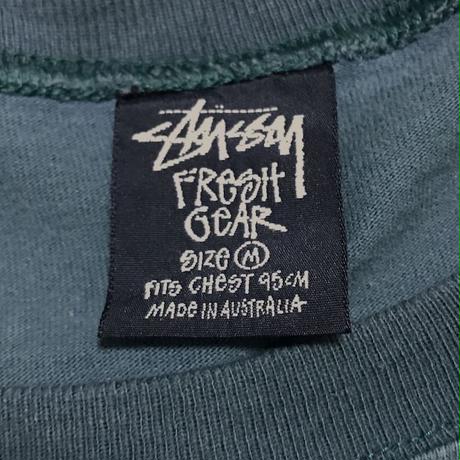 Stüssy
FRESH
GEAR
SIZE M
FITS CHEST 95CM
MADE IN AUSTRALIA